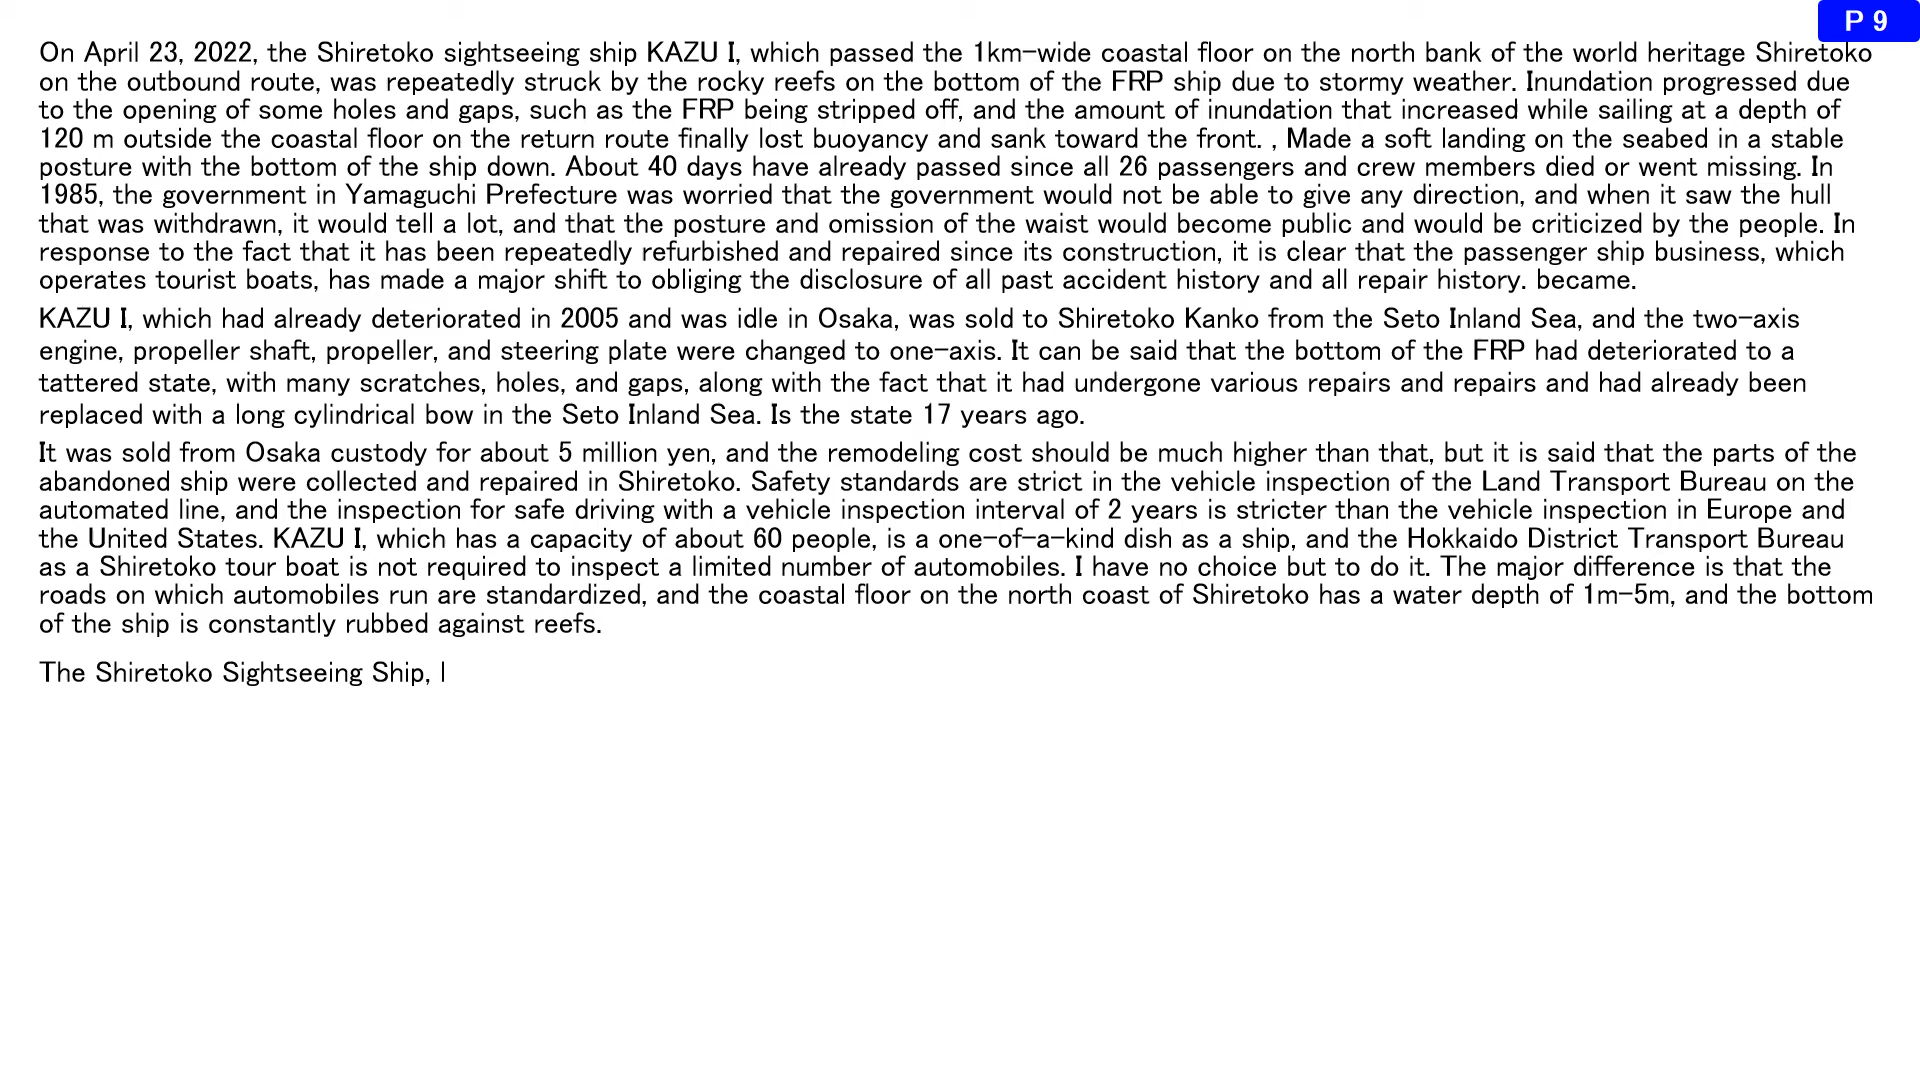 P 9
On April 23, 2022, the Shiretoko sightseeing ship KAZU I, which passed the 1km-wide coastal floor on the north bank of the world heritage Shiretoko
on the outbound route, was repeatedly struck by the rocky reefs on the bottom of the FRP ship due to stormy weather. Inundation progressed due
to the opening of some holes and gaps, such as the FRP being stripped off, and the amount of inundation that increased while sailing at a depth of
120 m outside the coastal floor on the return route finally lost buoyancy and sank toward the front. , Made a soft landing on the seabed in a stable
posture with the bottom of the ship down. About 40 days have already passed since all 26 passengers and crew members died or went missing. In
1985, the government in Yamaguchi Prefecture was worried that the government would not be able to give any direction, and when it saw the hull
that was withdrawn, it would tell a lot, and that the posture and omission of the waist would become public and would be criticized by the people. In
response to the fact that it has been repeatedly refurbished and repaired since its construction, it is clear that the passenger ship business, which
operates tourist boats, has made a major shift to obliging the disclosure of all past accident history and all repair history. became.
KAZU I, which had already deteriorated in 2005 and was idle in Osaka, was sold to Shiretoko Kanko from the Seto Inland Sea, and the two-axis
engine, propeller shaft, propeller, and steering plate were changed to one-axis. It can be said that the bottom of the FRP had deteriorated to a
tattered state, with many scratches, holes, and gaps, along with the fact that it had undergone various repairs and repairs and had already been
replaced with a long cylindrical bow in the Seto Inland Sea. Is the state 17 years ago.
It was sold from Osaka custody for about 5 million yen, and the remodeling cost should be much higher than that, but it is said that the parts of the
abandoned ship were collected and repaired in Shiretoko. Safety standards are strict in the vehicle inspection of the Land Transport Bureau on the
automated line, and the inspection for safe driving with a vehicle inspection interval of 2 years is stricter than the vehicle inspection in Europe and
the United States. KAZU I, which has a capacity of about 60 people, is a one-of-a-kind dish as a ship, and the Hokkaido District Transport Bureau
as a Shiretoko tour boat is not required to inspect a limited number of automobiles. I have no choice but to do it. The major difference is that the
roads on which automobiles run are standardized, and the coastal floor on the north coast of Shiretoko has a water depth of 1m-5m, and the bottom
of the ship is constantly rubbed against reefs.
The Shiretoko Sightseeing Ship, l